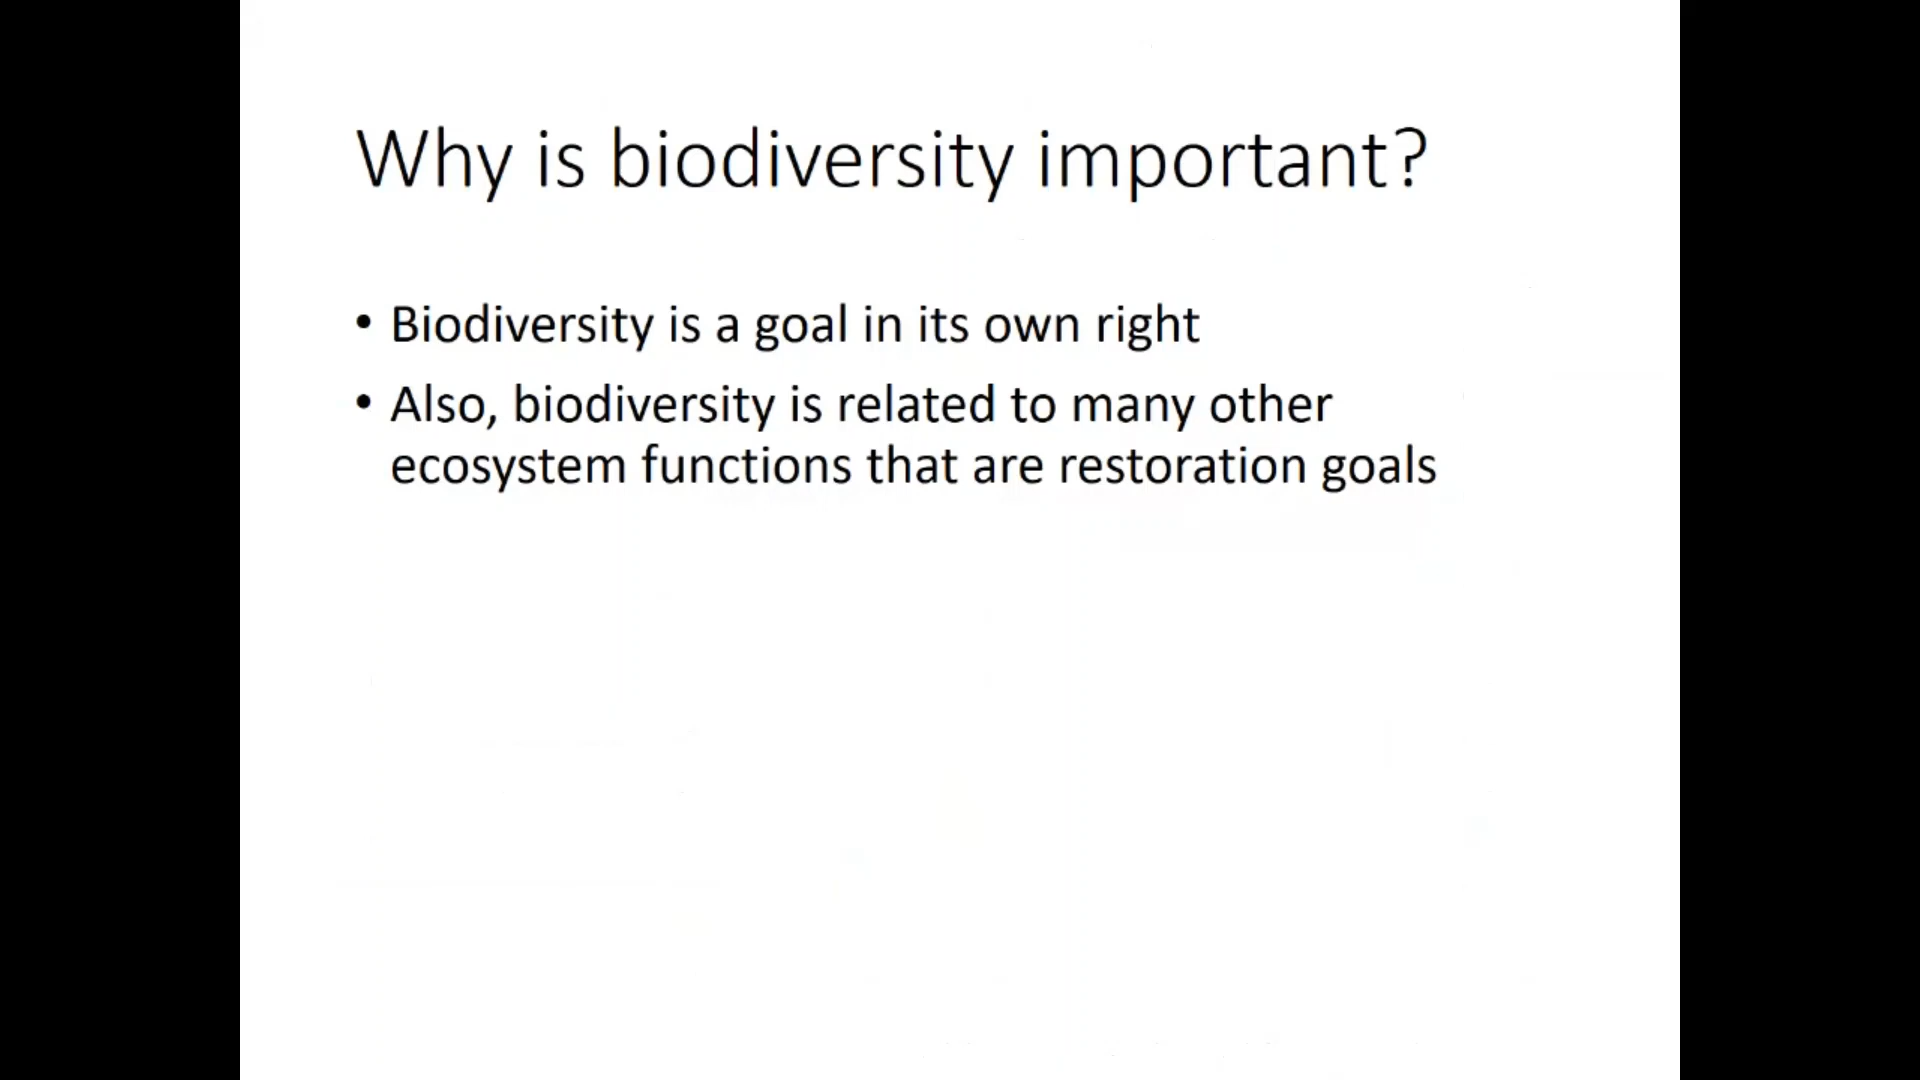 Why is biodiversity important?
• Biodiversity is a goal in its own right
• Also, biodiversity is related to many other
ecosystem functions that are restoration goals